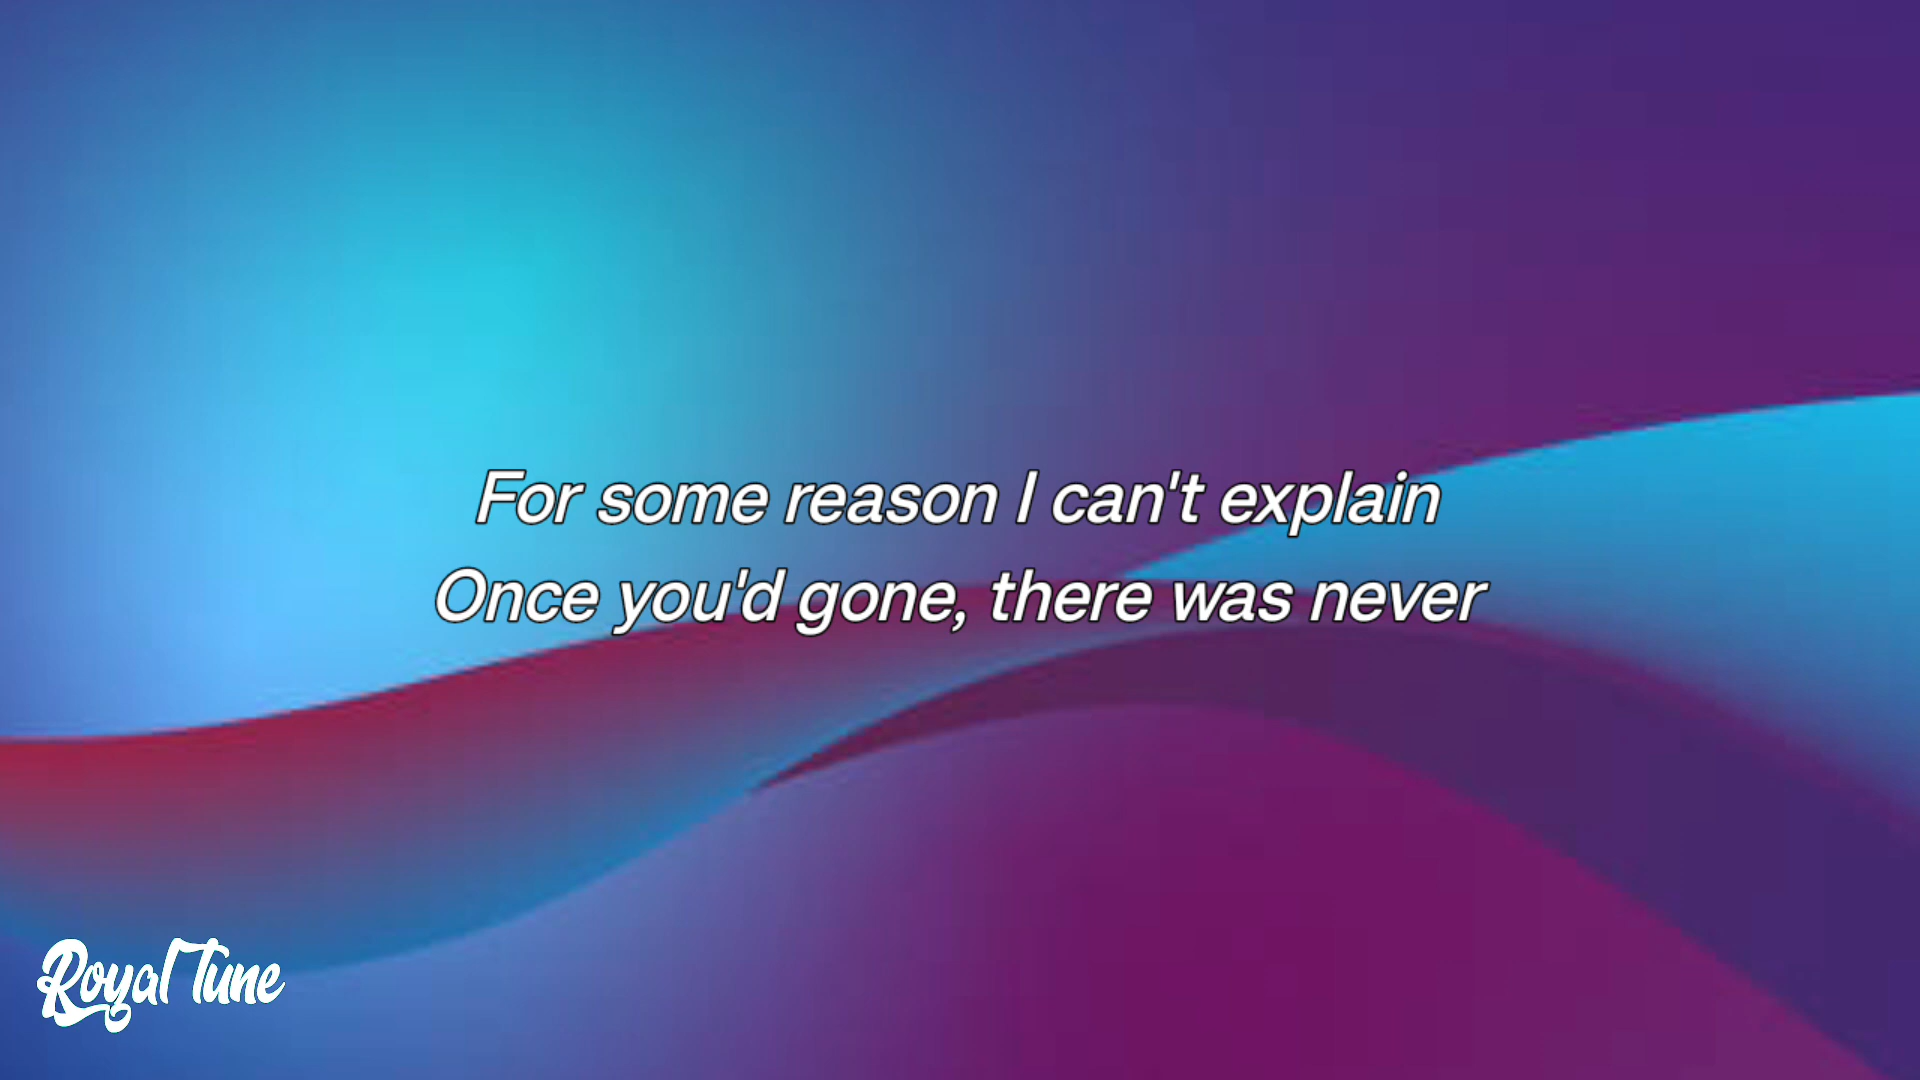 For some reason I can't explain
Once you'd gone, there was never
Royal Tune